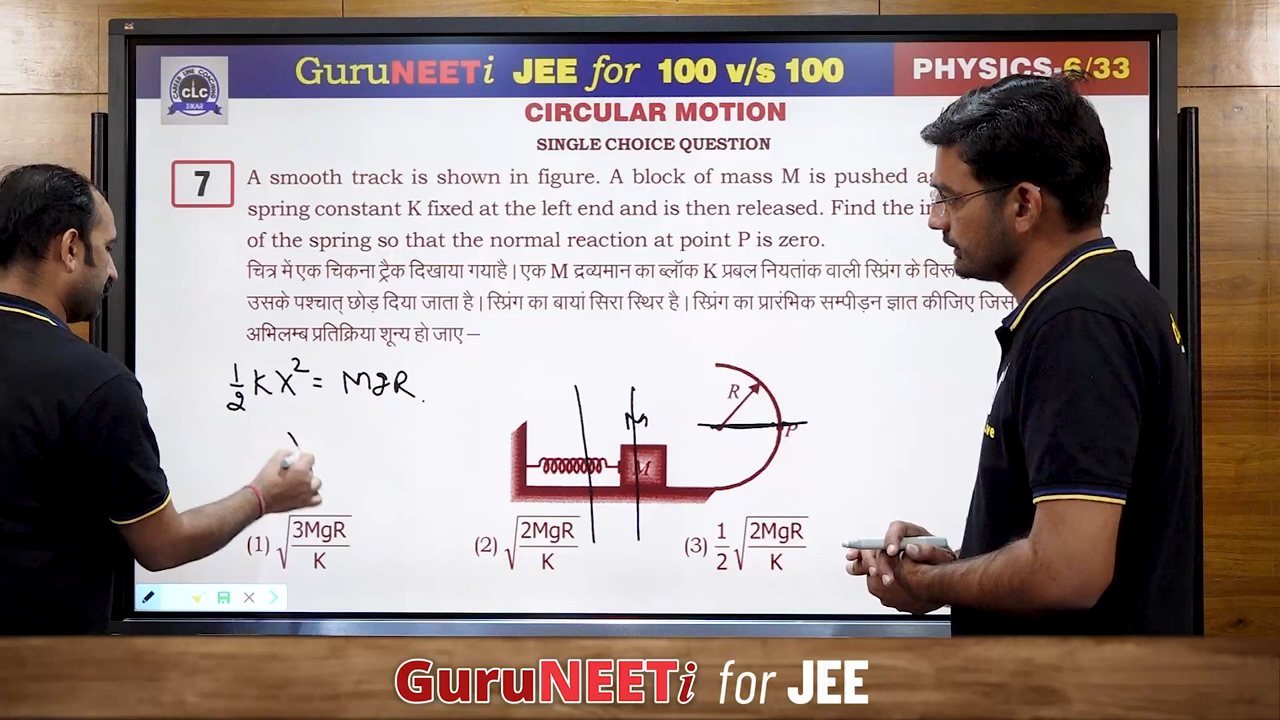 GuruNEETi JEE for 100 v/s 100
PHYSICS-6/33
CAREER LINE COACHING
CLC
SIKAR
CIRCULAR MOTION
SINGLE CHOICE QUESTION
7
A smooth track is shown in figure. A block of mass M is pushed
spring constant K fixed at the left end and is then released. Find the
of the spring so that the normal reaction at point P is zero.
चित्र में एक चिकना ट्रैक दिखाया गयाहै। एक M द्रव्यमान का ब्लॉक K प्रबल नियतांक वाली स्प्रिंग के
उसके पश्चात् छोड़ दिया जाता है। स्प्रिंग का बायां सिरा स्थिर है। स्प्रिंग का प्रारंभिक सम्पीड़न ज्ञात कीजिए
अभिलम्ब प्रतिक्रिया शून्य हो जाए –
½KX² = MgR.
R
P
M
(1) √(3MgR/K)
(2) √(2MgR/K)
(3) 1/2 √(2MgR/K)
GuruNEETi for JEE